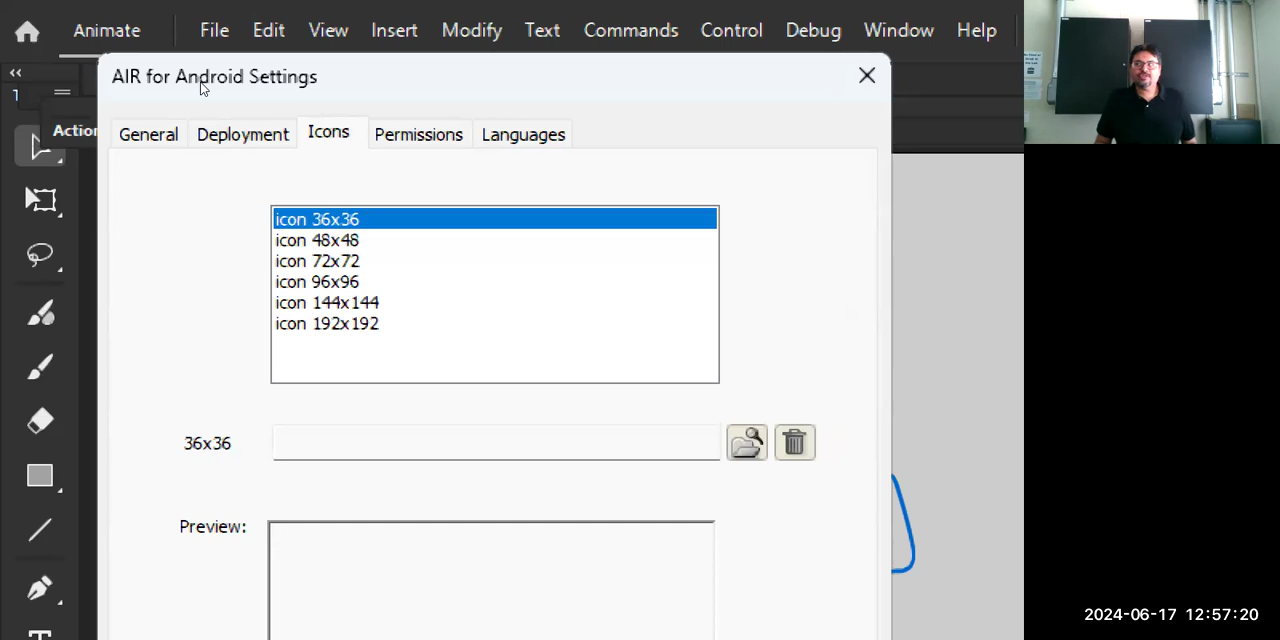 Animate File Edit View Insert Modify Text Commands Control Debug Window Help
AIR for Android Settings
Action
General Deployment Icons Permissions Languages
icon 36x36
icon 48x48
icon 72x72
icon 96x96
icon 144x144
icon 192x192
36x36
Preview:
2024-06-17 12:57:20